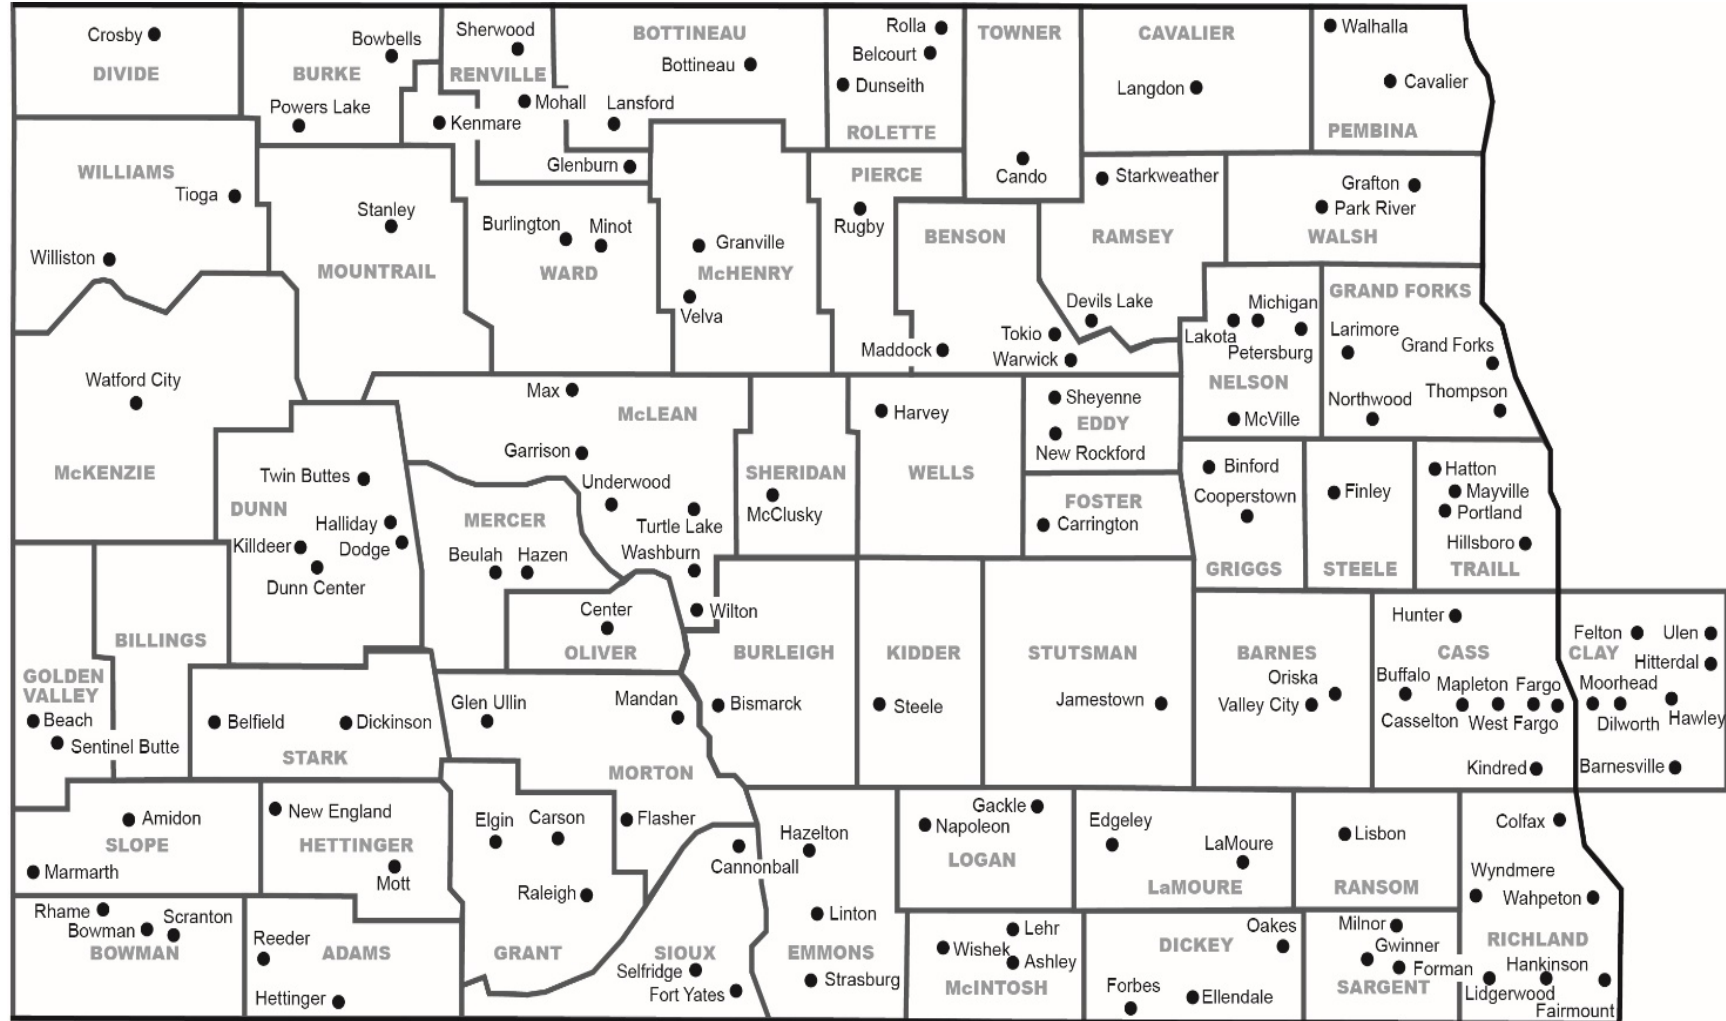 Crosby
DIVIDE
Bowbells
BURKE
Powers Lake
Sherwood
RENVILLE
Mohall
Kenmare
Glenburn
BOTTINEAU
Bottineau
Lansford
Rolla
Belcourt
Dunseith
ROLETTE
TOWNER
Cando
CAVALIER
Langdon
Walhalla
Cavalier
PEMBINA
WILLIAMS
Tioga
Williston
Stanley
MOUNTRAIL
Burlington
Minot
WARD
Granville
McHENRY
Velva
PIERCE
Rugby
BENSON
Maddock
Tokio
Warwick
Starkweather
RAMSEY
Devils Lake
Grafton
Park River
WALSH
Michigan
Lakota
Petersburg
NELSON
McVille
GRAND FORKS
Larimore
Grand Forks
Thompson
Northwood
Watford City
McKENZIE
Twin Buttes
DUNN
Halliday
Killdeer
Dodge
Dunn Center
Max
McLEAN
Garrison
Underwood
Turtle Lake
Washburn
Wilton
MERCER
Beulah
Hazen
Center
OLIVER
SHERIDAN
McClusky
Harvey
WELLS
Sheyenne
EDDY
New Rockford
FOSTER
Carrington
Binford
Cooperstown
GRIGGS
Finley
STEELE
Hatton
Mayville
Portland
Hillsboro
TRAILL
GOLDEN
VALLEY
Beach
Sentinel Butte
BILLINGS
Belfield
Dickinson
STARK
Glen Ullin
Mandan
MORTON
Flasher
BURLEIGH
Bismarck
KIDDER
Steele
STUTSMAN
Jamestown
BARNES
Oriska
Valley City
Hunter
CASS
Buffalo
Mapleton
Fargo
Casselton
West Fargo
Kindred
Felton
Ulen
CLAY
Hitterdal
Moorhead
Dilworth
Hawley
Barnesville
Amidon
SLOPE
Marmarth
New England
HETTINGER
Mott
Elgin
Carson
Raleigh
GRANT
Cannonball
SIOUX
Selfridge
Fort Yates
Hazelton
Linton
EMMONS
Strasburg
Gackle
Napoleon
LOGAN
Edgeley
LaMoure
LaMOURE
Lisbon
RANSOM
Colfax
Wyndmere
Wahpeton
RICHLAND
Hankinson
Lidgerwood
Fairmount
Rhame
Bowman
Scranton
BOWMAN
Reeder
ADAMS
Hettinger
Lehr
Wishek
Ashley
McINTOSH
DICKEY
Oakes
Forbes
Ellendale
Milnor
Gwinner
Forman
SARGENT